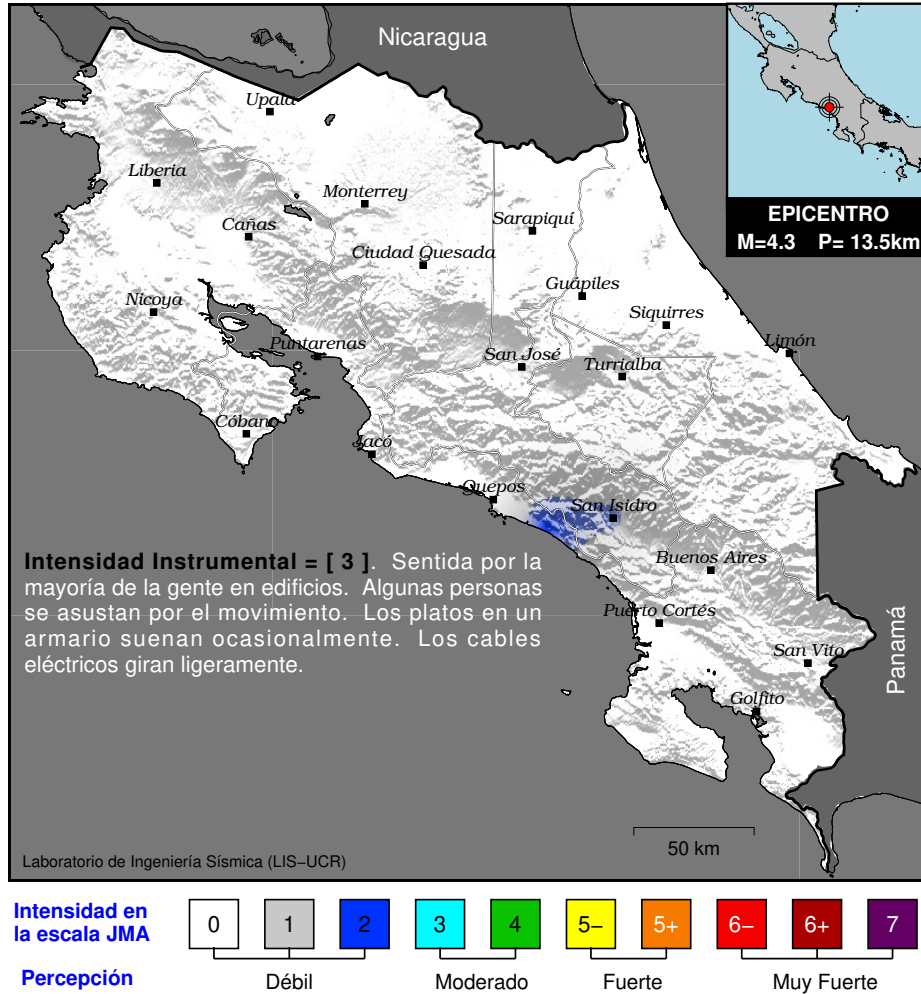 Nicaragua
Upala
Liberia
Monterrey
Cañas
Sarapiquí
EPICENTRO
M=4.3 P= 13.5km
Ciudad Quesada
Nicoya
Guápiles
Siquirres
Puntarenas
San José
Limón
Turrialba
Cóbano
Jacó
Quepos
San Isidro
Intensidad Instrumental = [ 3 ]. Sentida por la
mayoría de la gente en edificios. Algunas personas
se asustan por el movimiento. Los platos en un
armario suenan ocasionalmente. Los cables
eléctricos giran ligeramente.
Buenos Aires
Puerto Cortés
San Vito
Panamá
Golfito
50 km
Laboratorio de Ingeniería Sísmica (LIS−UCR)
Intensidad en
la escala JMA
0 1 2 3 4 5− 5+ 6− 6+ 7
Percepción
Débil Moderado Fuerte Muy Fuerte